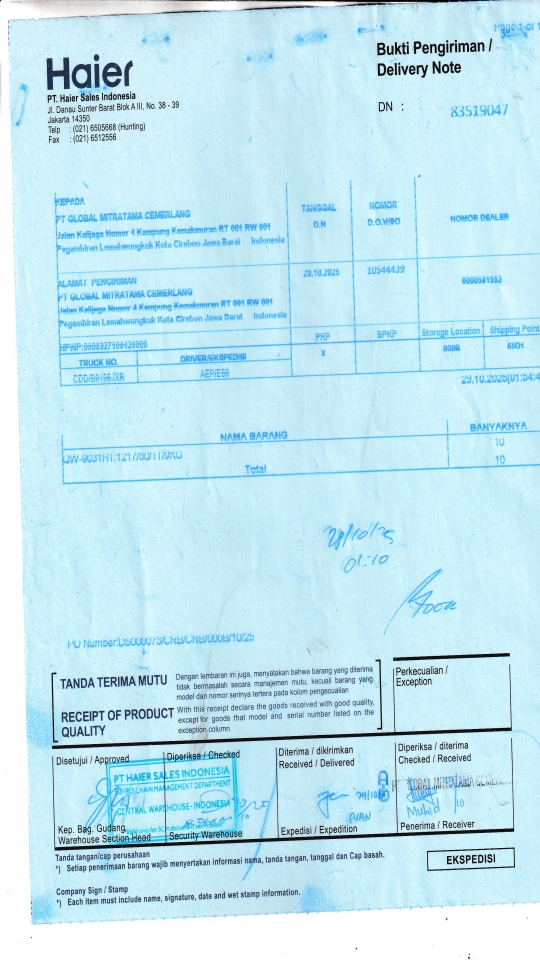 Page 1 of 1
Haier
Bukti Pengiriman /
Delivery Note
PT. Haier Sales Indonesia
Jl. Danau Sunter Barat Blok A III, No. 38 - 39
Jakarta 14350
Telp : (021) 6505668 (Hunting)
Fax : (021) 6512556
DN : 83519047
KEPADA
PT GLOBAL MITRATAMA CEMERLANG
Jalan Kalijaga Nomor 4 Kampung Kemakmuran RT 001 RW 001
Pegambiran Lemahwungkuk Kota Cirebon Jawa Barat Indonesia
TANGGAL
D.N
NOMOR
D.O.V/SO
NOMOR DEALER
ALAMAT PENGIRIMAN
PT GLOBAL MITRATAMA CEMERLANG
Jalan Kalijaga Nomor 4 Kampung Kemakmuran RT 001 RW 001
Pegambiran Lemahwungkuk Kota Cirebon Jawa Barat Indonesia
28.10.2025
10544439
PKP
BPKP
Storage Location
Shipping Point
X
000B
TRUCK NO.
DRIVER/EKSPEDISI
29.10.2025(01:54:4
NAMA BARANG
BANYAKNYA
10
Total
10
01:10
PO Number:DS000073/CRB/CRB/000B/10/25
TANDA TERIMA MUTU
Dengan lembaran ini juga, menyatakan bahwa barang yang diterima
tidak bermasalah secara manajemen mutu, kecuali barang yang
model dan nomor serinya tertera pada kolom pengecualian
RECEIPT OF PRODUCT
QUALITY
With this receipt declare the goods received with good quality,
except for goods that model and serial number listed on the
exception column
Perkecualian /
Exception
Disetujui / Approved
Diperiksa / Checked
Diterima / dikirimkan
Received / Delivered
Diperiksa / diterima
Checked / Received
PT HAIER SALES INDONESIA
SUPPLY CHAIN MANAGEMENT DEPARTMENT
CENTRAL WAREHOUSE- INDONESIA
EVAN
Muhid
Kep. Bag. Gudang
Warehouse Section Head
Security Warehouse
Expedisi / Expedition
Penerima / Receiver
Tanda tangan/cap perusahaan
*) Setiap penerimaan barang wajib menyertakan informasi nama, tanda tangan, tanggal dan Cap basah.
EKSPEDISI
Company Sign / Stamp
*) Each item must include name, signature, date and wet stamp information.